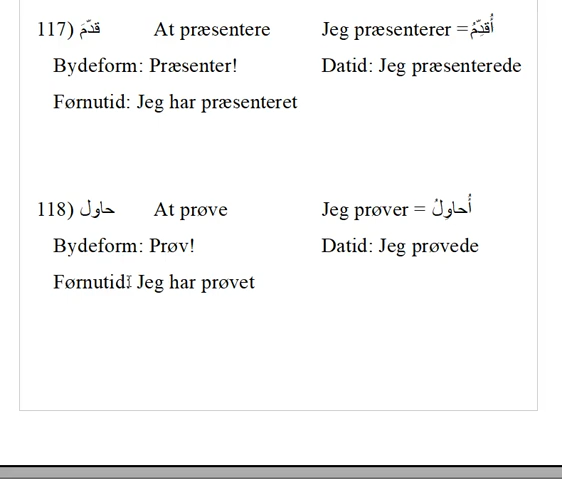 117) قدّمَ At præsentere Jeg præsenterer = أُقدِّمُ
Bydeform: Præsenter! Datid: Jeg præsenterede
Førnutid: Jeg har præsenteret
118) حاول At prøve Jeg prøver = أُحاولُ
Bydeform: Prøv! Datid: Jeg prøvede
Førnutid: Jeg har prøvet